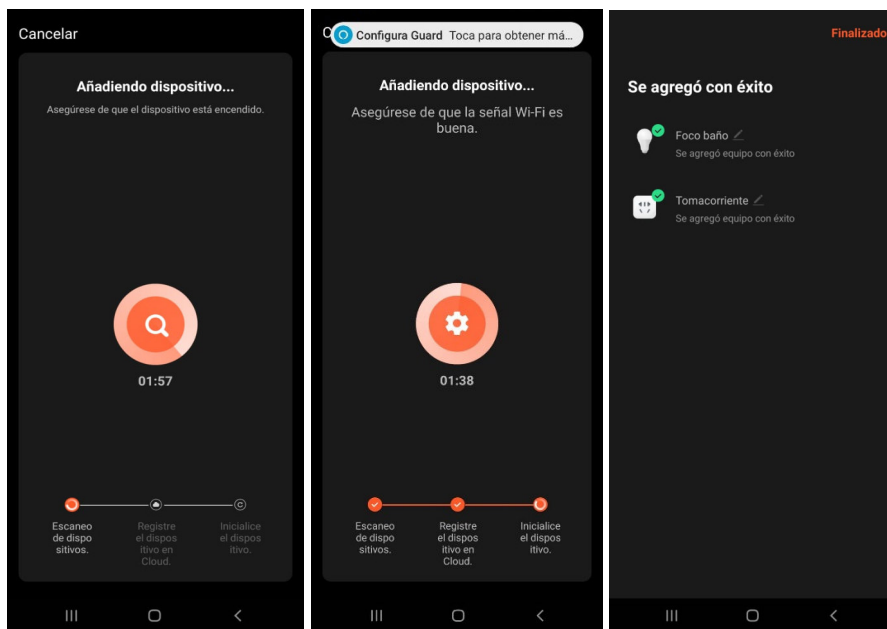 Cancelar
Añadiendo dispositivo...
Asegúrese de que el dispositivo está encendido.
01:57
Escaneo
de dispo
sitivos.
Registre
el dispos
itivo en
Cloud.
Inicialice
el dispos
itivo.
C
Configura Guard Toca para obtener má...
Añadiendo dispositivo...
Asegúrese de que la señal Wi-Fi es
buena.
01:38
Escaneo
de dispo
sitivos.
Registre
el dispos
itivo en
Cloud.
Inicialice
el dispos
itivo.
Finalizado
Se agregó con éxito
Foco baño
Se agregó equipo con éxito
Tomacorriente
Se agregó equipo con éxito